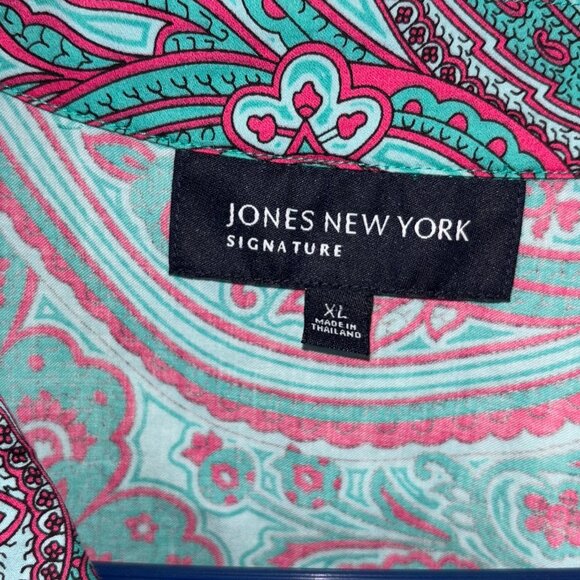 JONES NEW YORK
SIGNATURE
XL
MADE IN
THAILAND